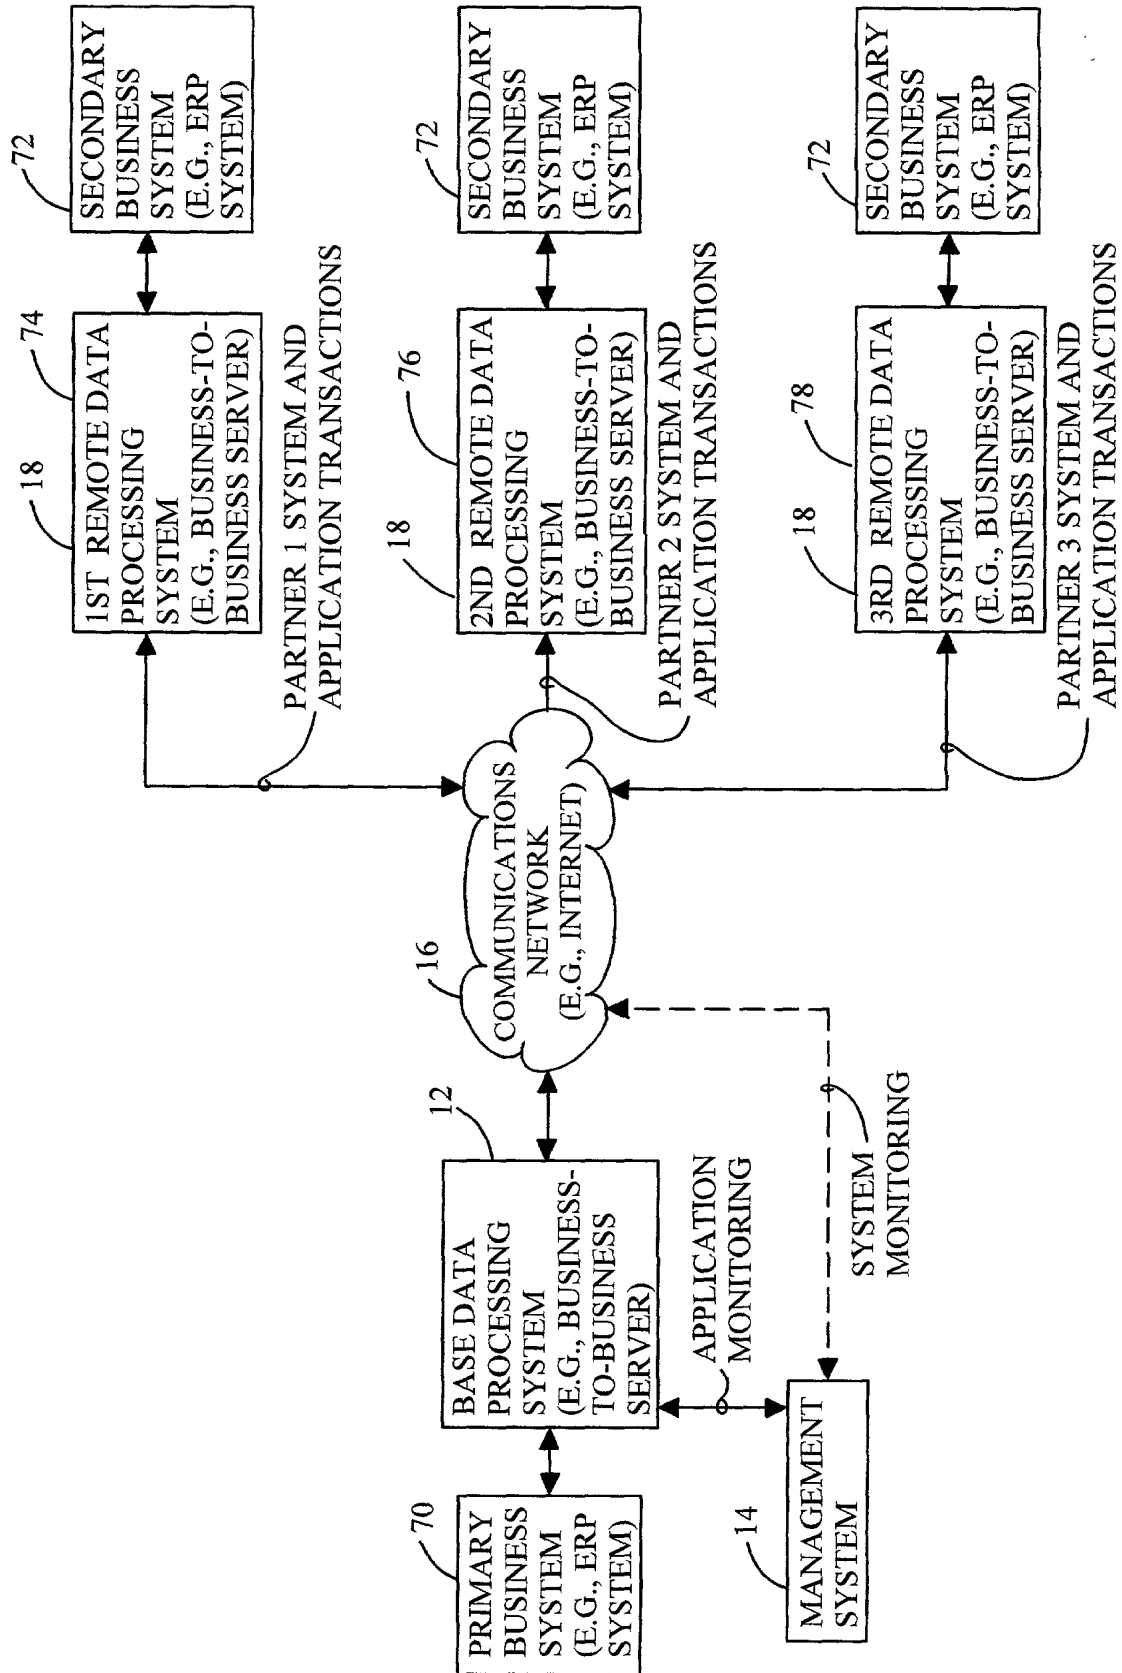 70
PRIMARY
BUSINESS
SYSTEM
(E.G., ERP
SYSTEM)
12
BASE DATA
PROCESSING
SYSTEM
(E.G., BUSINESS-
TO-BUSINESS
SERVER)
APPLICATION
MONITORING
14
MANAGEMENT
SYSTEM
SYSTEM
MONITORING
16
COMMUNICATIONS
NETWORK
(E.G., INTERNET)
18
74
1ST REMOTE DATA
PROCESSING
SYSTEM
(E.G., BUSINESS-TO-
BUSINESS SERVER)
PARTNER 1 SYSTEM AND
APPLICATION TRANSACTIONS
72
SECONDARY
BUSINESS
SYSTEM
(E.G., ERP
SYSTEM)
18
76
2ND REMOTE DATA
PROCESSING
SYSTEM
(E.G., BUSINESS-TO-
BUSINESS SERVER)
PARTNER 2 SYSTEM AND
APPLICATION TRANSACTIONS
72
SECONDARY
BUSINESS
SYSTEM
(E.G., ERP
SYSTEM)
18
78
3RD REMOTE DATA
PROCESSING
SYSTEM
(E.G., BUSINESS-TO-
BUSINESS SERVER)
PARTNER 3 SYSTEM AND
APPLICATION TRANSACTIONS
72
SECONDARY
BUSINESS
SYSTEM
(E.G., ERP
SYSTEM)